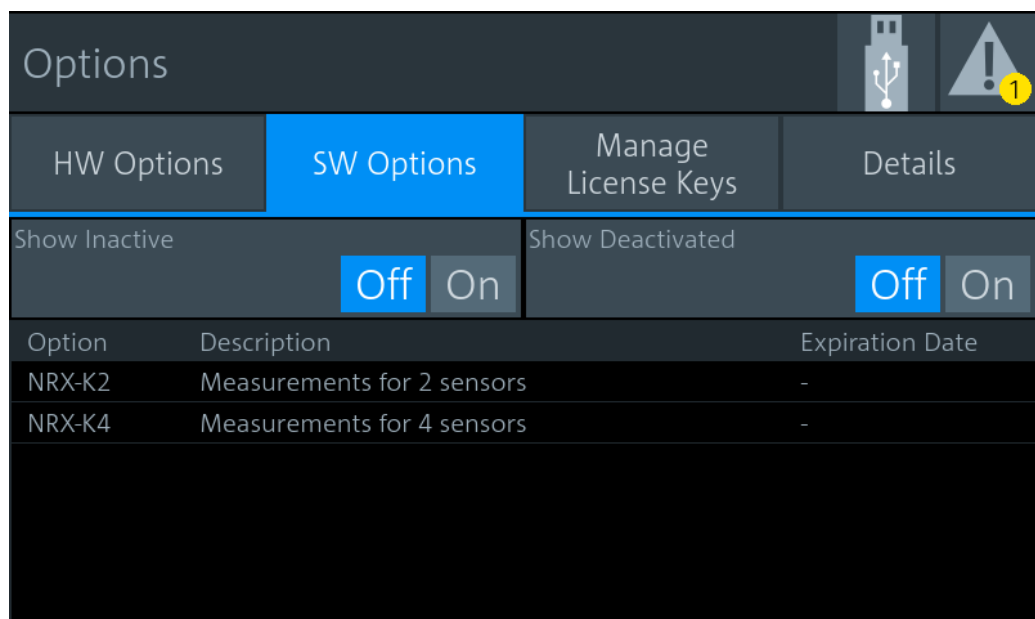 Options
1
HW Options
SW Options
Manage
License Keys
Details
Show Inactive
Off On
Show Deactivated
Off On
Option Description Expiration Date
NRX-K2 Measurements for 2 sensors -
NRX-K4 Measurements for 4 sensors -